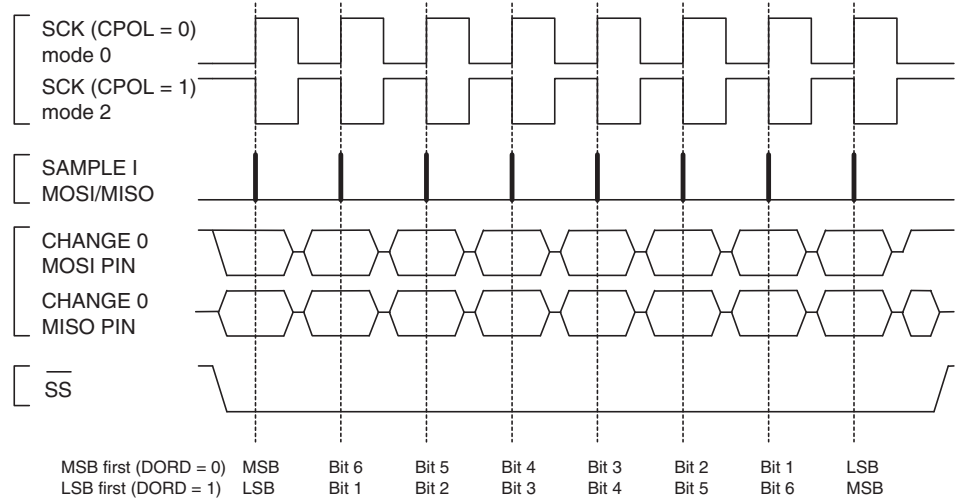 SCK (CPOL = 0)
mode 0
SCK (CPOL = 1)
mode 2
SAMPLE I
MOSI/MISO
CHANGE 0
MOSI PIN
CHANGE 0
MISO PIN
SS
MSB first (DORD = 0) MSB Bit 6 Bit 5 Bit 4 Bit 3 Bit 2 Bit 1 LSB
LSB first (DORD = 1) LSB Bit 1 Bit 2 Bit 3 Bit 4 Bit 5 Bit 6 MSB